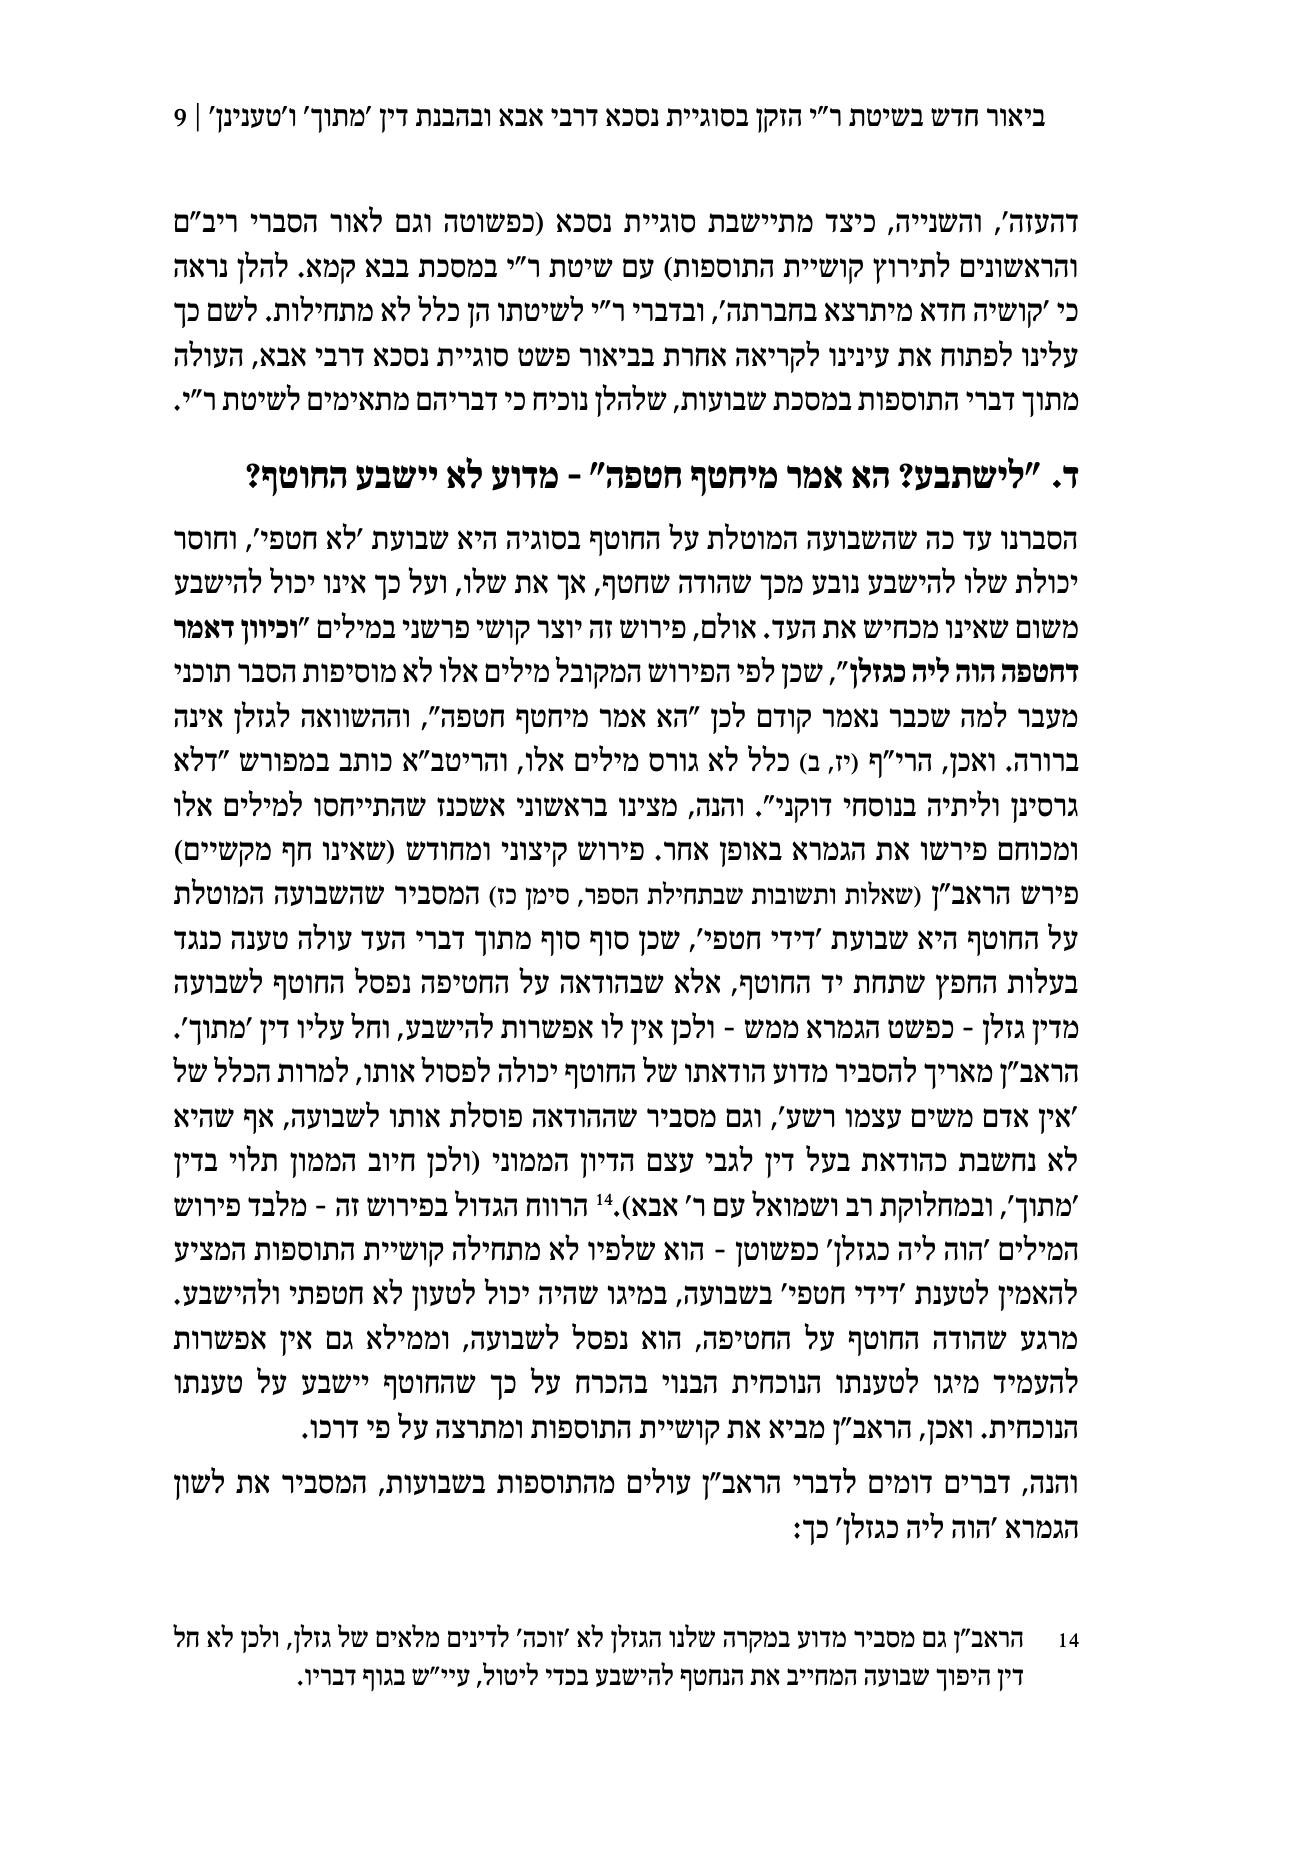 ביאור חדש בשיטת ר"י הזקן בסוגיית נסכא דרבי אבא ובהבנת דין 'מתוך' ו'טענינן' | 9
דהעזה', והשנייה, כיצד מתיישבת סוגיית נסכא (כפשוטה וגם לאור הסברי ריב"ם
והראשונים לתירוץ קושיית התוספות) עם שיטת ר"י במסכת בבא קמא. להלן נראה
כי 'קושיה חדא מיתרצא בחברתה', ובדברי ר"י לשיטתו הן כלל לא מתחילות. לשם כך
עלינו לפתוח את עינינו לקריאה אחרת בביאור פשט סוגיית נסכא דרבי אבא, העולה
מתוך דברי התוספות במסכת שבועות, שלהלן נוכיח כי דבריהם מתאימים לשיטת ר"י.
ד. "לישתבע? הא אמר מיחטף חטפה" - מדוע לא יישבע החוטף?
הסברנו עד כה שהשבועה המוטלת על החוטף בסוגיה היא שבועת 'לא חטפי', וחוסר
יכולת שלו להישבע נובע מכך שהודה שחטף, אך את שלו, ועל כך אינו יכול להישבע
משום שאינו מכחיש את העד. אולם, פירוש זה יוצר קושי פרשני במילים "וכיוון דאמר
דחטפה הוה ליה כגזלן", שכן לפי הפירוש המקובל מילים אלו לא מוסיפות הסבר תוכני
מעבר למה שכבר נאמר קודם לכן "הא אמר מיחטף חטפה", וההשוואה לגזלן אינה
ברורה. ואכן, הרי"ף (יז, ב) כלל לא גורס מילים אלו, והריטב"א כותב במפורש "דלא
גרסינן וליתיה בנוסחי דוקני". והנה, מצינו בראשוני אשכנז שהתייחסו למילים אלו
ומכוחם פירשו את הגמרא באופן אחר. פירוש קיצוני ומחודש (שאינו חף מקשיים)
פירש הראב"ן (שאלות ותשובות שבתחילת הספר, סימן כז) המסביר שהשבועה המוטלת
על החוטף היא שבועת 'דידי חטפי', שכן סוף סוף מתוך דברי העד עולה טענה כנגד
בעלות החפץ שתחת יד החוטף, אלא שבהודאה על החטיפה נפסל החוטף לשבועה
מדין גזלן - כפשט הגמרא ממש - ולכן אין לו אפשרות להישבע, וחל עליו דין 'מתוך'.
הראב"ן מאריך להסביר מדוע הודאתו של החוטף יכולה לפסול אותו, למרות הכלל של
'אין אדם משים עצמו רשע', וגם מסביר שההודאה פוסלת אותו לשבועה, אף שהיא
לא נחשבת כהודאת בעל דין לגבי עצם הדיון הממוני (ולכן חיוב הממון תלוי בדין
'מתוך', ובמחלוקת רב ושמואל עם ר' אבא).14 הרווח הגדול בפירוש זה - מלבד פירוש
המילים 'הוה ליה כגזלן' כפשוטן - הוא שלפיו לא מתחילה קושיית התוספות המציע
להאמין לטענת 'דידי חטפי' בשבועה, במיגו שהיה יכול לטעון לא חטפתי ולהישבע.
מרגע שהודה החוטף על החטיפה, הוא נפסל לשבועה, וממילא גם אין אפשרות
להעמיד מיגו לטענתו הנוכחית הבנוי בהכרח על כך שהחוטף יישבע על טענתו
הנוכחית. ואכן, הראב"ן מביא את קושיית התוספות ומתרצה על פי דרכו.
והנה, דברים דומים לדברי הראב"ן עולים מהתוספות בשבועות, המסביר את לשון
הגמרא 'הוה ליה כגזלן' כך:
14 הראב"ן גם מסביר מדוע במקרה שלנו הגזלן לא 'זוכה' לדינים מלאים של גזלן, ולכן לא חל
דין היפוך שבועה המחייב את הנחטף להישבע בכדי ליטול, עיי"ש בגוף דבריו.